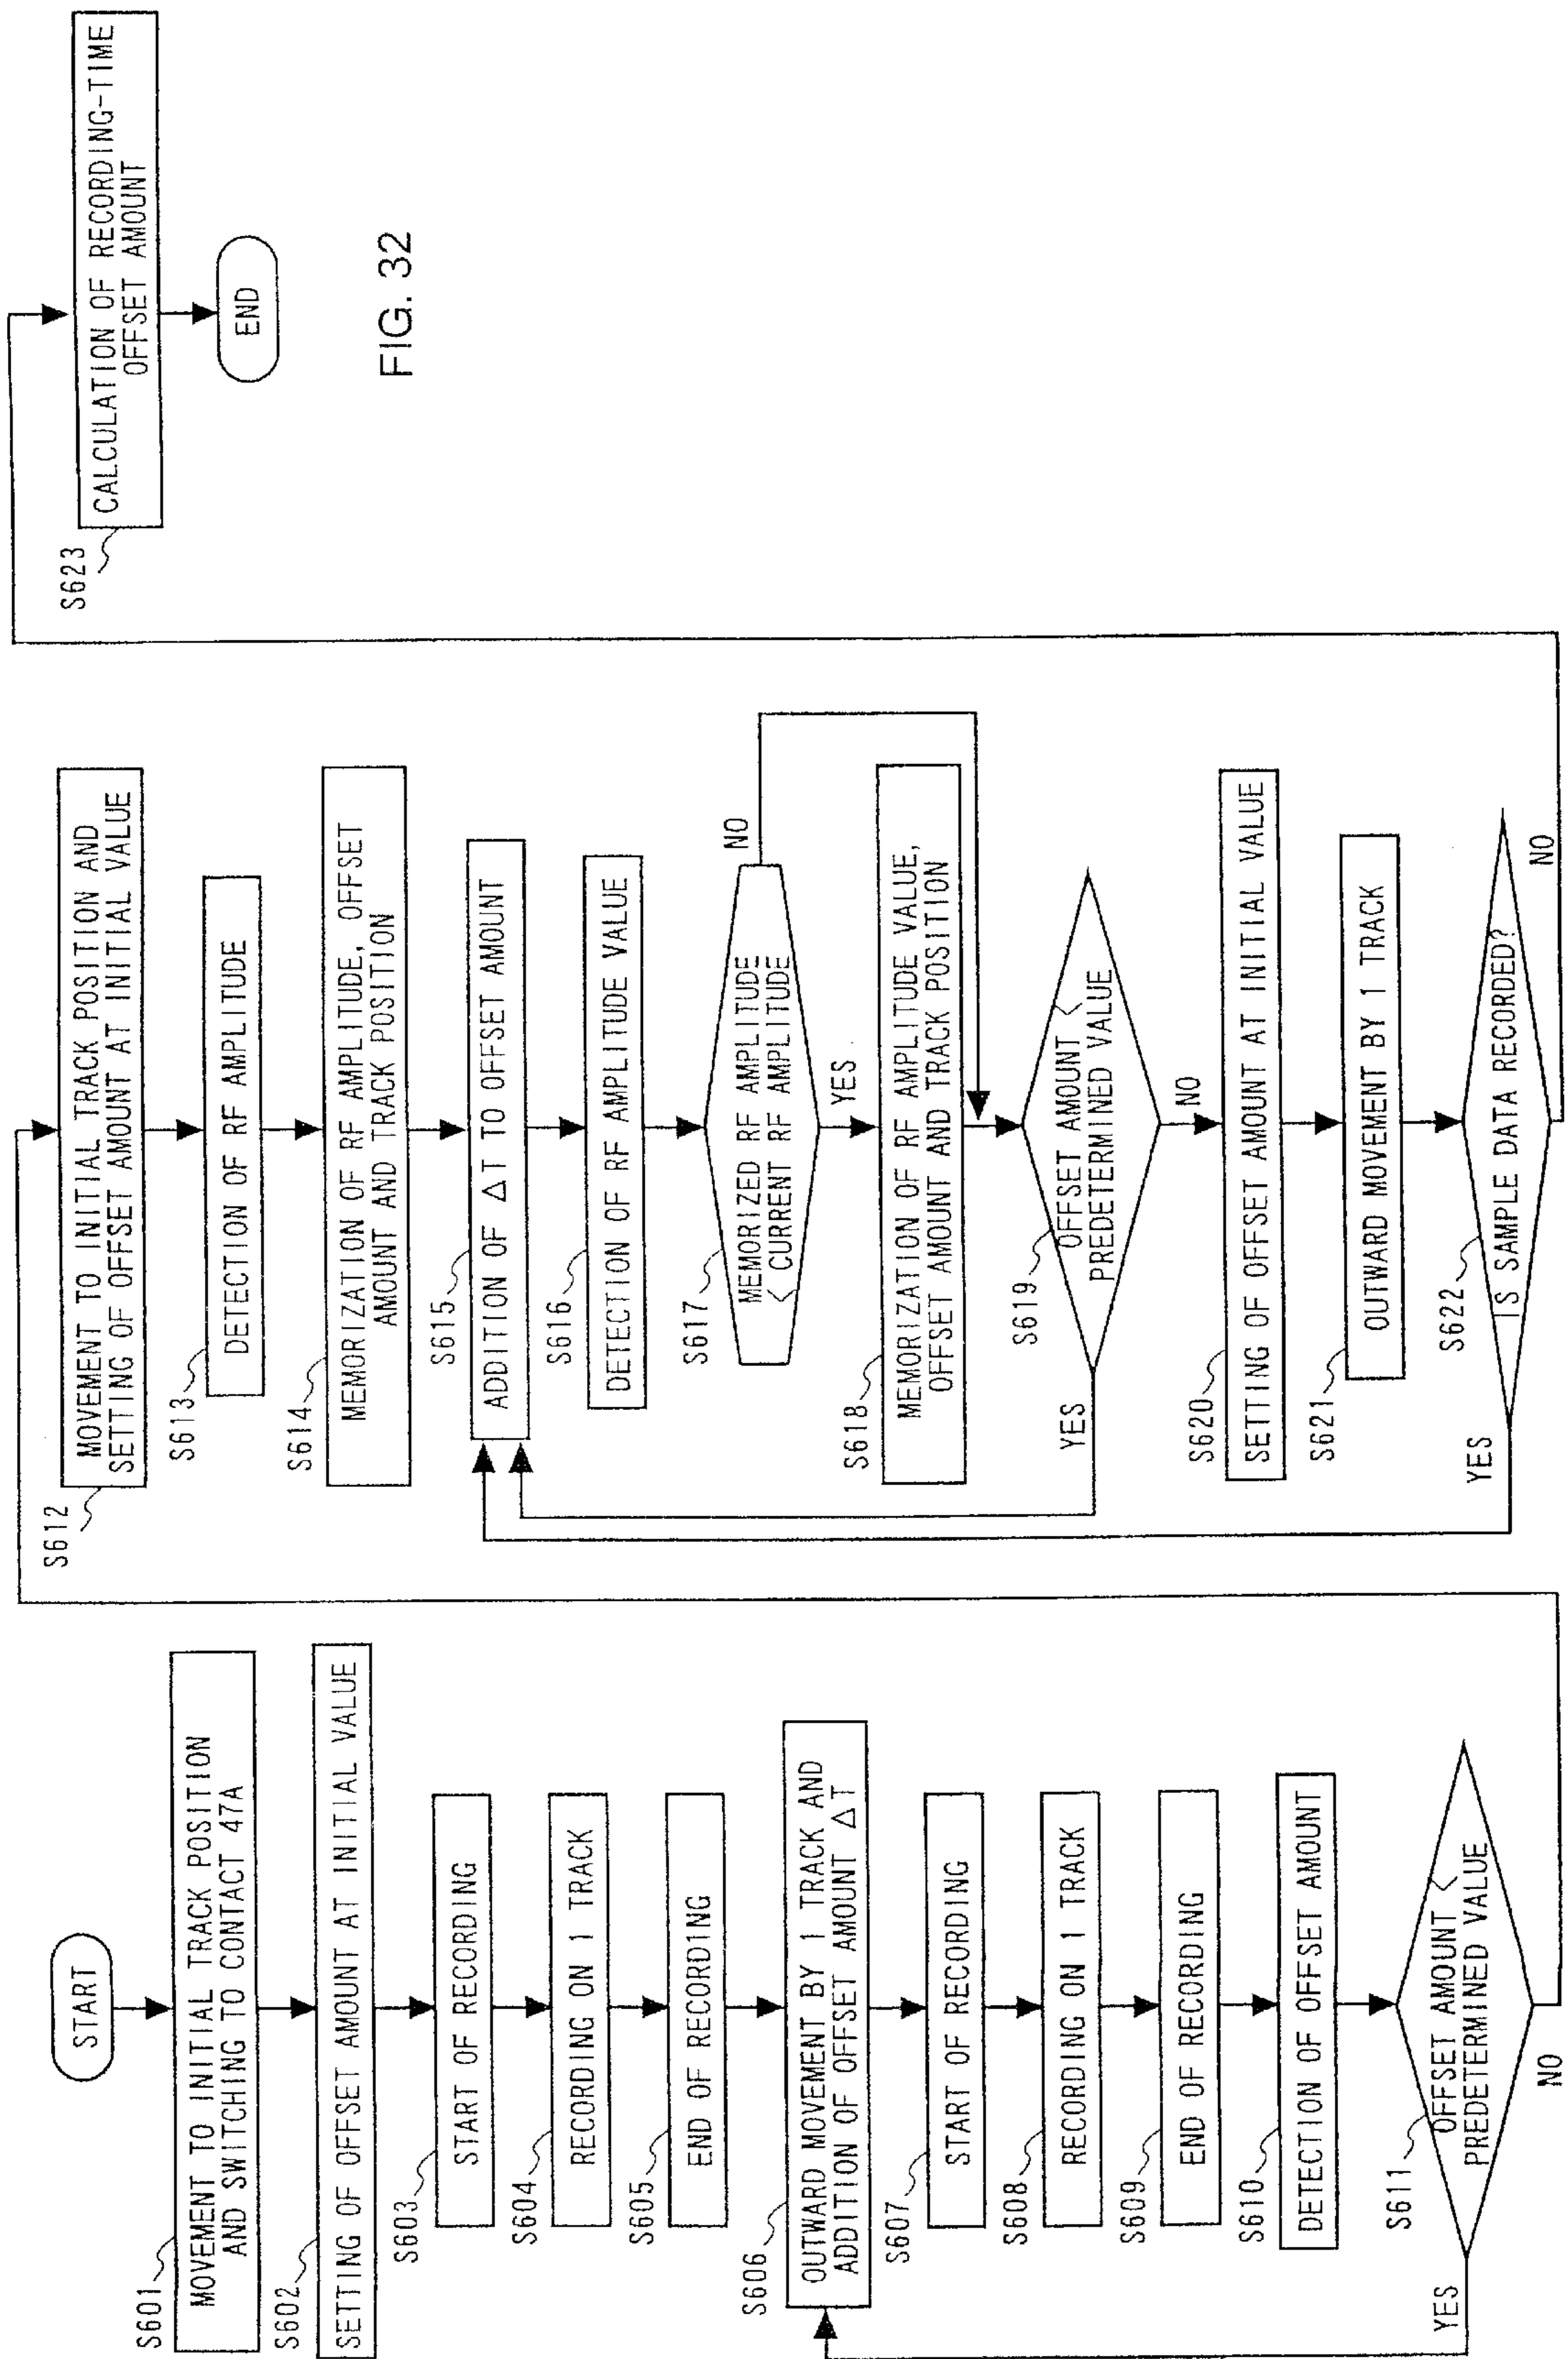 START
S601
MOVEMENT TO INITIAL TRACK POSITION
AND SWITCHING TO CONTACT 47A
S602
SETTING OF OFFSET AMOUNT AT INITIAL VALUE
S603
START OF RECORDING
S604
RECORDING ON 1 TRACK
S605
END OF RECORDING
S606
OUTWARD MOVEMENT BY 1 TRACK AND
ADDITION OF OFFSET AMOUNT ΔT
S607
START OF RECORDING
S608
RECORDING ON 1 TRACK
S609
END OF RECORDING
S610
DETECTION OF OFFSET AMOUNT
S611
OFFSET AMOUNT <
PREDETERMINED VALUE
YES
NO
S612
MOVEMENT TO INITIAL TRACK POSITION AND
SETTING OF OFFSET AMOUNT AT INITIAL VALUE
S613
DETECTION OF RF AMPLITUDE
S614
MEMORIZATION OF RF AMPLITUDE, OFFSET
AMOUNT AND TRACK POSITION
S615
ADDITION OF ΔT TO OFFSET AMOUNT
S616
DETECTION OF RF AMPLITUDE VALUE
S617
MEMORIZED RF AMPLITUDE
< CURRENT RF AMPLITUDE
NO
YES
S618
MEMORIZATION OF RF AMPLITUDE VALUE,
OFFSET AMOUNT AND TRACK POSITION
S619
OFFSET AMOUNT <
PREDETERMINED VALUE
YES
NO
S620
SETTING OF OFFSET AMOUNT AT INITIAL VALUE
S621
OUTWARD MOVEMENT BY 1 TRACK
S622
IS SAMPLE DATA RECORDED?
YES
NO
S623
CALCULATION OF RECORDING-TIME
OFFSET AMOUNT
END
FIG. 32